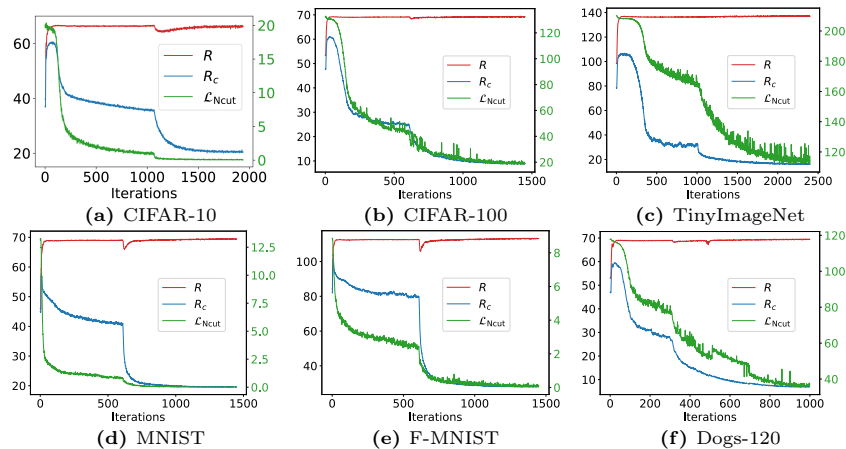 60
40
20
20
15
10
5
0
R
R_c
ℒ_Ncut
0 500 1000 1500 2000
Iterations
(a) CIFAR-10
70
60
50
40
30
20
10
120
100
80
60
40
20
R
R_c
ℒ_Ncut
0 500 1000 1500
Iterations
(b) CIFAR-100
140
120
100
80
60
40
20
200
180
160
140
120
R
R_c
ℒ_Ncut
0 500 1000 1500 2000 2400
Iterations
(c) TinyImageNet
70
60
50
40
30
20
12.5
10.0
7.5
5.0
2.5
0.0
R
R_c
ℒ_Ncut
0 500 1000 1500
Iterations
(d) MNIST
100
80
60
40
8
6
4
2
0
R
R_c
ℒ_Ncut
0 500 1000 1500
Iterations
(e) F-MNIST
70
60
50
40
30
20
10
120
100
80
60
40
R
R_c
ℒ_Ncut
0 200 400 600 800 1000
Iterations
(f) Dogs-120